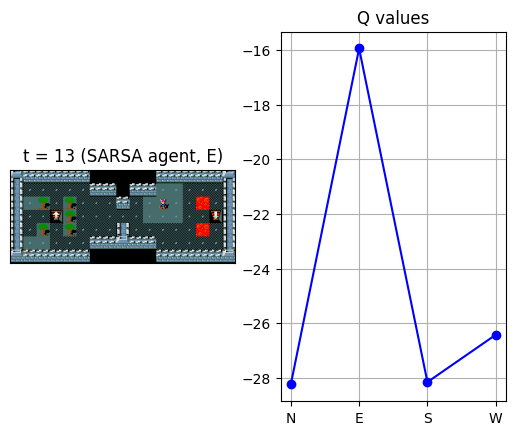 Q values
t = 13 (SARSA agent, E)
−16
−18
−20
−22
−24
−26
−28
N E S W